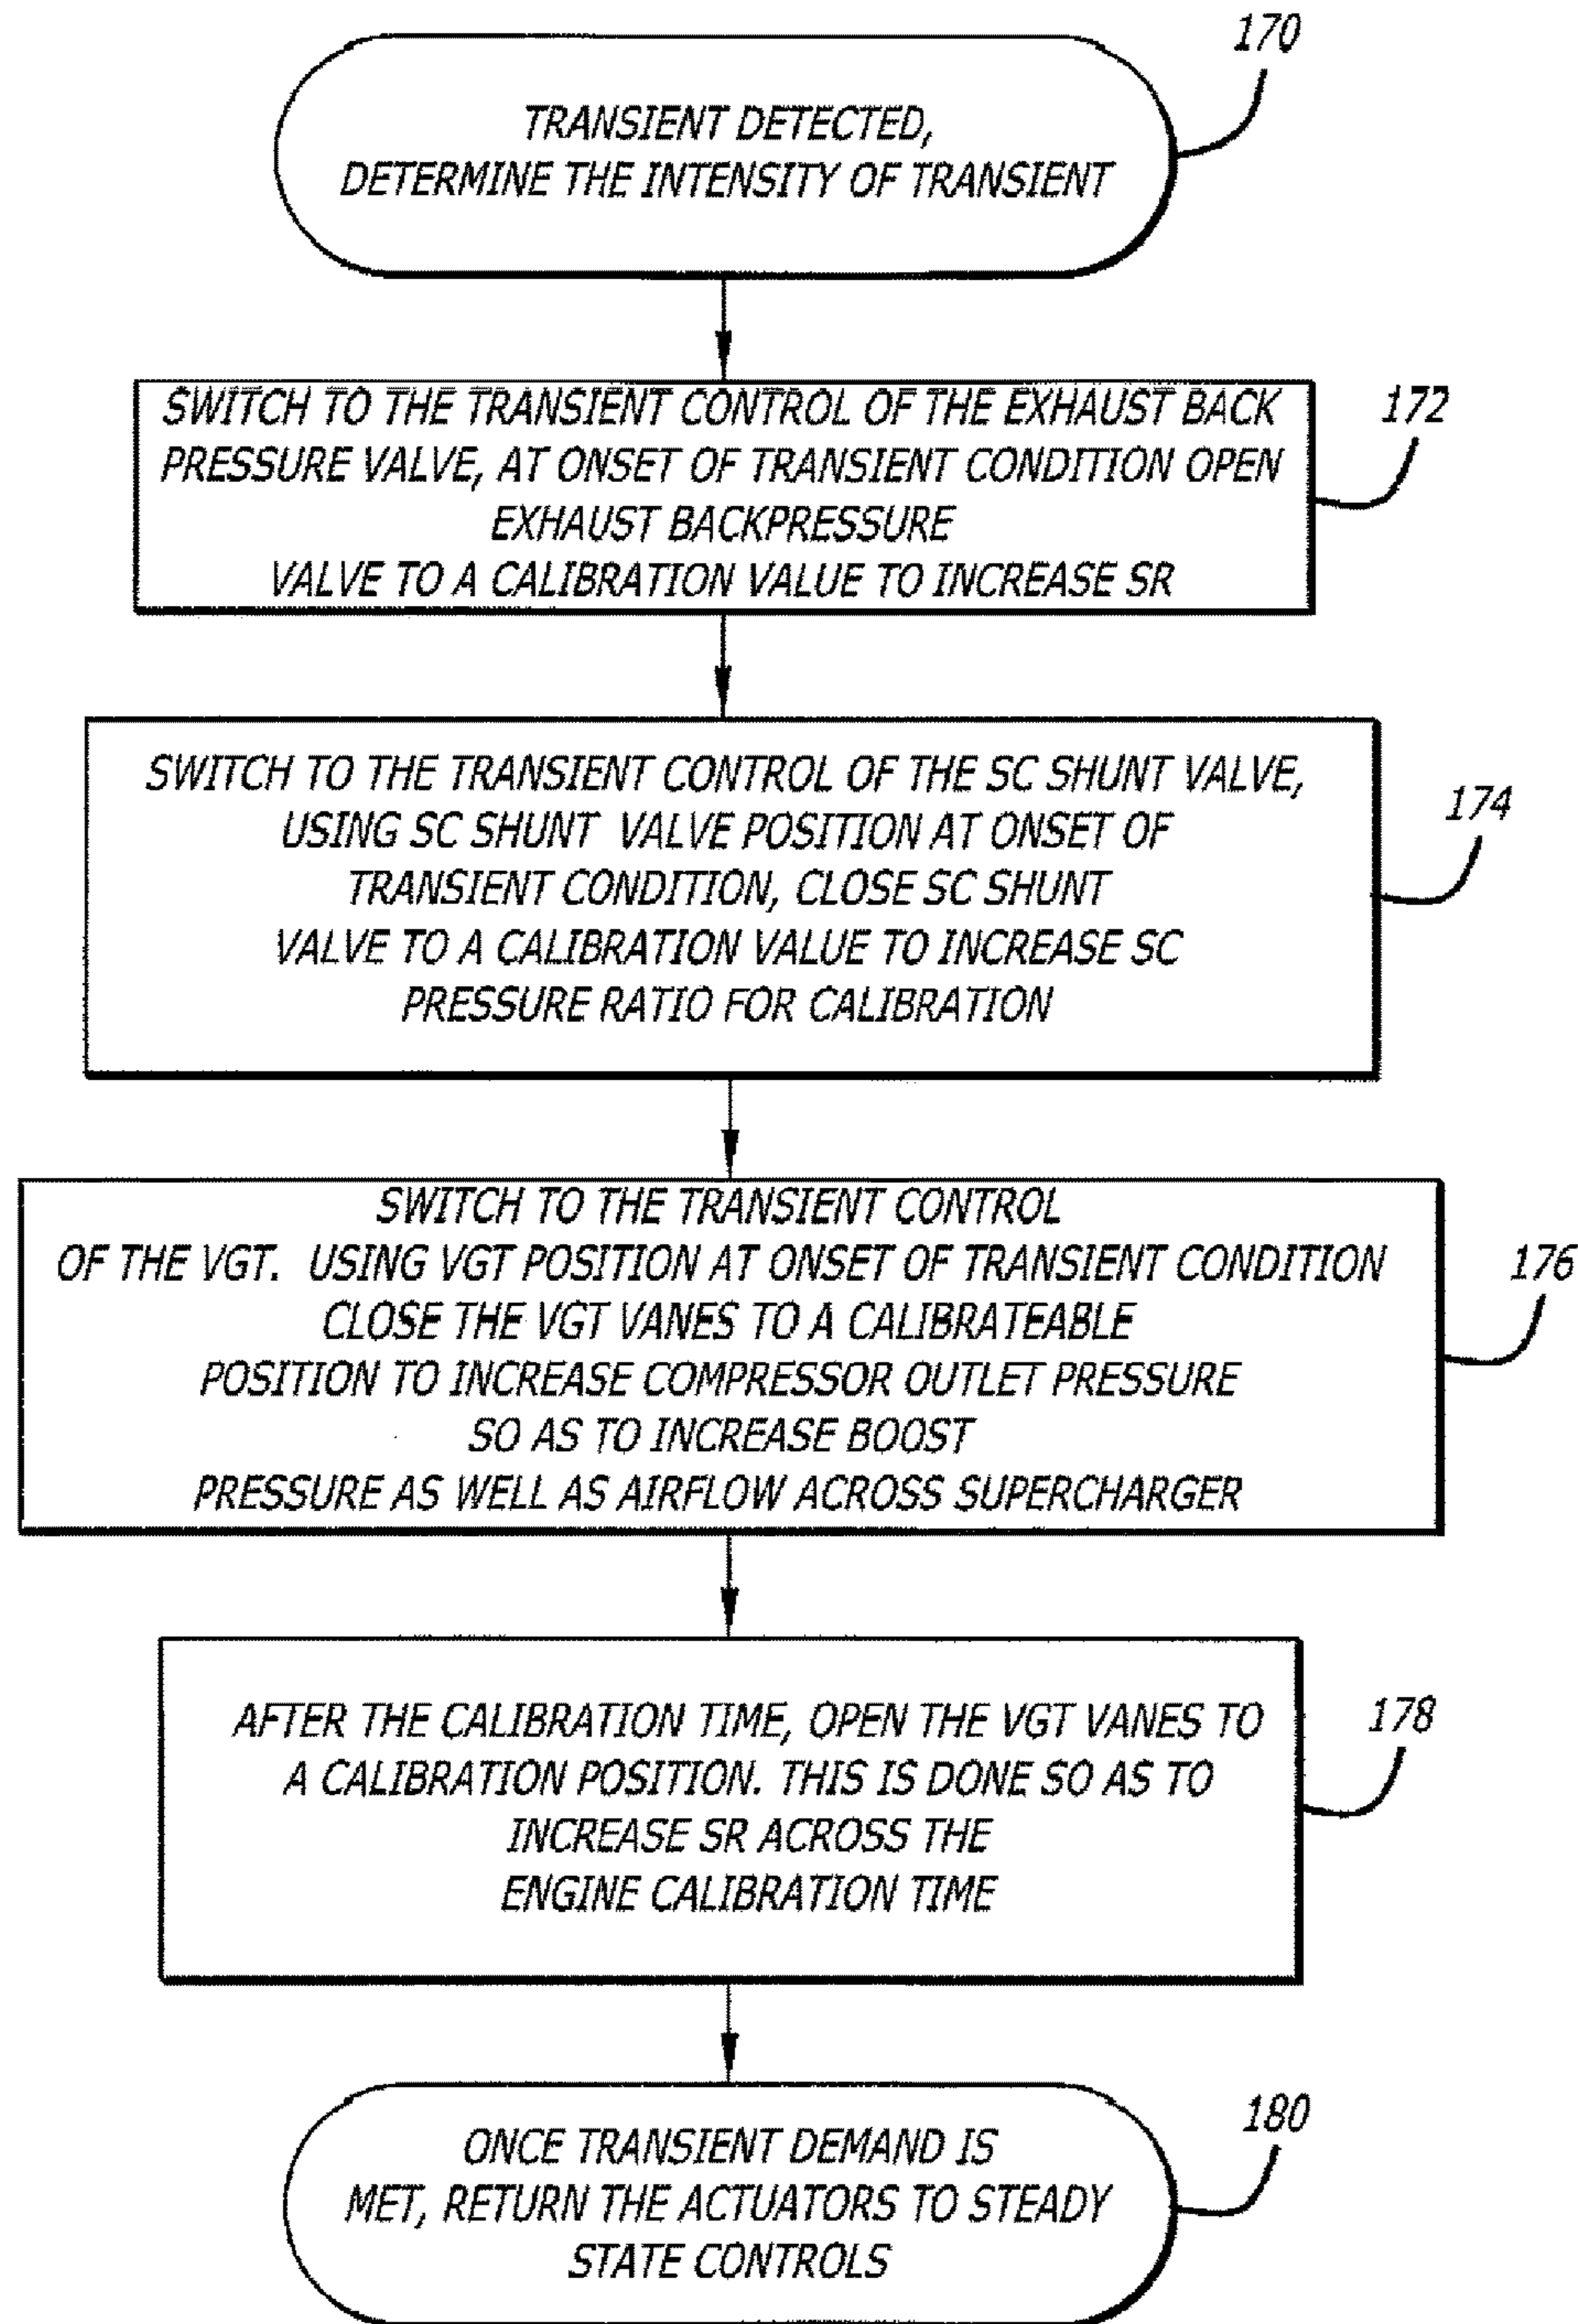 170
TRANSIENT DETECTED,
DETERMINE THE INTENSITY OF TRANSIENT
172
SWITCH TO THE TRANSIENT CONTROL OF THE EXHAUST BACK
PRESSURE VALVE, AT ONSET OF TRANSIENT CONDITION OPEN
EXHAUST BACKPRESSURE
VALVE TO A CALIBRATION VALUE TO INCREASE SR
174
SWITCH TO THE TRANSIENT CONTROL OF THE SC SHUNT VALVE,
USING SC SHUNT VALVE POSITION AT ONSET OF
TRANSIENT CONDITION, CLOSE SC SHUNT
VALVE TO A CALIBRATION VALUE TO INCREASE SC
PRESSURE RATIO FOR CALIBRATION
176
SWITCH TO THE TRANSIENT CONTROL
OF THE VGT. USING VGT POSITION AT ONSET OF TRANSIENT CONDITION
CLOSE THE VGT VANES TO A CALIBRATEABLE
POSITION TO INCREASE COMPRESSOR OUTLET PRESSURE
SO AS TO INCREASE BOOST
PRESSURE AS WELL AS AIRFLOW ACROSS SUPERCHARGER
178
AFTER THE CALIBRATION TIME, OPEN THE VGT VANES TO
A CALIBRATION POSITION. THIS IS DONE SO AS TO
INCREASE SR ACROSS THE
ENGINE CALIBRATION TIME
180
ONCE TRANSIENT DEMAND IS
MET, RETURN THE ACTUATORS TO STEADY
STATE CONTROLS